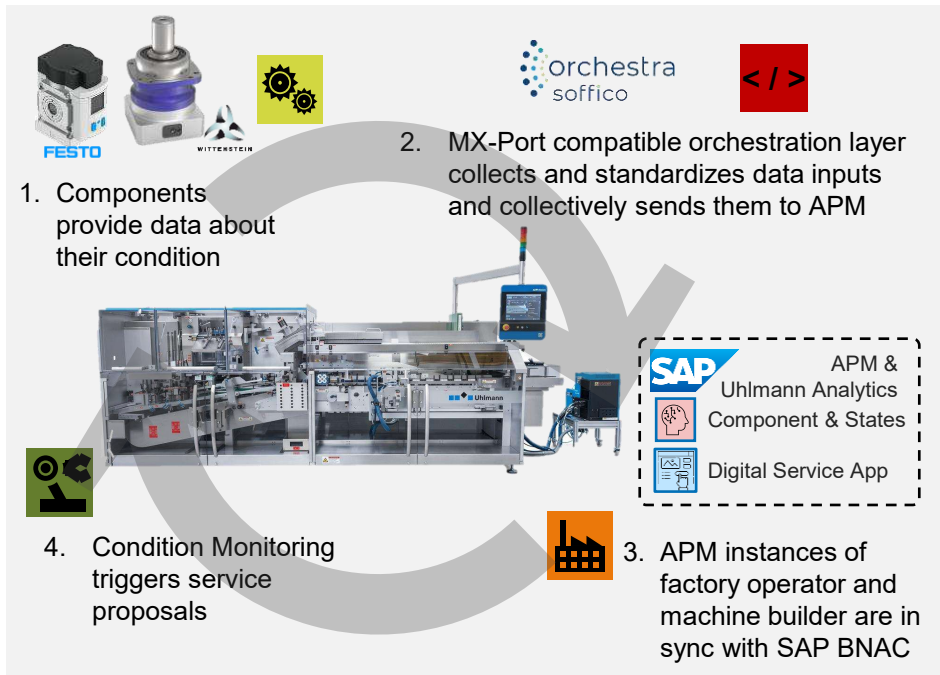 FESTO
WITTENSTEIN
orchestra
soffico
< / >
1. Components
provide data about
their condition
2. MX-Port compatible orchestration layer
collects and standardizes data inputs
and collectively sends them to APM
Uhlmann
SAP
APM &
Uhlmann Analytics
Component & States
Digital Service App
3. APM instances of
factory operator and
machine builder are in
sync with SAP BNAC
4. Condition Monitoring
triggers service
proposals